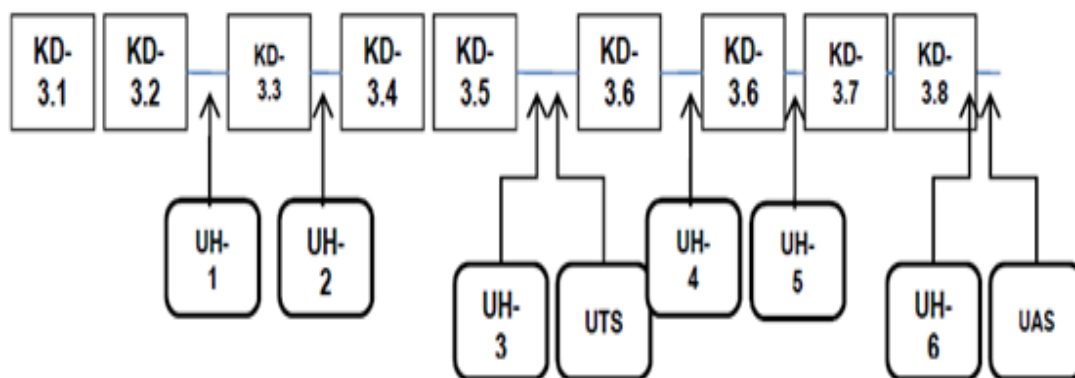 KD-
3.1
KD-
3.2
KD-
3.3
KD-
3.4
KD-
3.5
KD-
3.6
KD-
3.6
KD-
3.7
KD-
3.8
UH-
1
UH-
2
UH-
3
UTS
UH-
4
UH-
5
UH-
6
UAS